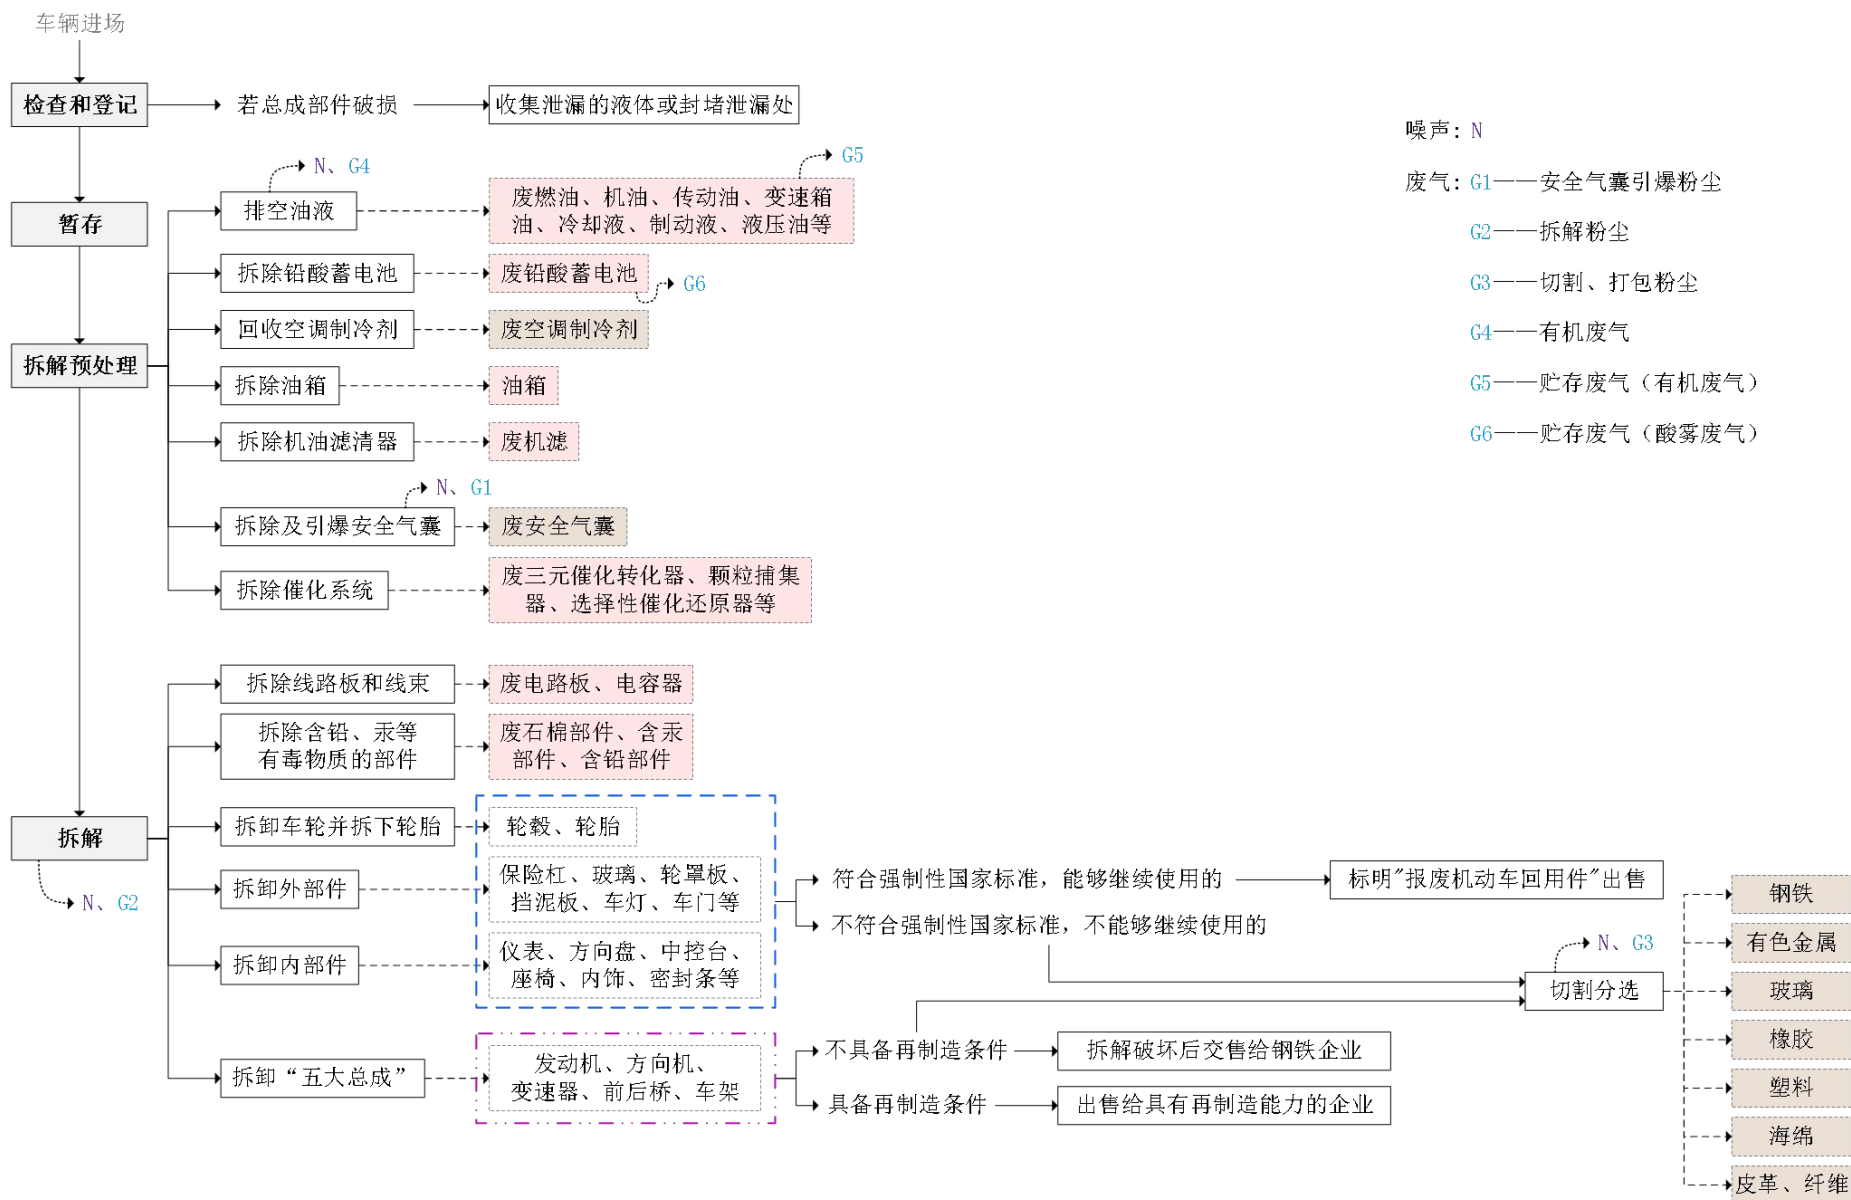 车辆进场
检查和登记
若总成部件破损
收集泄漏的液体或封堵泄漏处
噪声: N
废气: G1——安全气囊引爆粉尘
G2——拆解粉尘
G3——切割、打包粉尘
G4——有机废气
G5——贮存废气（有机废气）
G6——贮存废气（酸雾废气）
暂存
拆解预处理
N、G4
排空油液
G5
废燃油、机油、传动油、变速箱
油、冷却液、制动液、液压油等
拆除铅酸蓄电池
废铅酸蓄电池
G6
回收空调制冷剂
废空调制冷剂
拆除油箱
油箱
拆除机油滤清器
废机滤
N、G1
拆除及引爆安全气囊
废安全气囊
拆除催化系统
废三元催化转化器、颗粒捕集
器、选择性催化还原器等
拆解
N、G2
拆除线路板和线束
废电路板、电容器
拆除含铅、汞等
有毒物质的部件
废石棉部件、含汞
部件、含铅部件
拆卸车轮并拆下轮胎
轮毂、轮胎
拆卸外部件
保险杠、玻璃、轮罩板、
挡泥板、车灯、车门等
拆卸内部件
仪表、方向盘、中控台、
座椅、内饰、密封条等
符合强制性国家标准，能够继续使用的
标明"报废机动车回用件"出售
不符合强制性国家标准，不能够继续使用的
拆卸“五大总成”
发动机、方向机、
变速器、前后桥、车架
不具备再制造条件
拆解破坏后交售给钢铁企业
具备再制造条件
出售给具有再制造能力的企业
N、G3
切割分选
钢铁
有色金属
玻璃
橡胶
塑料
海绵
皮革、纤维